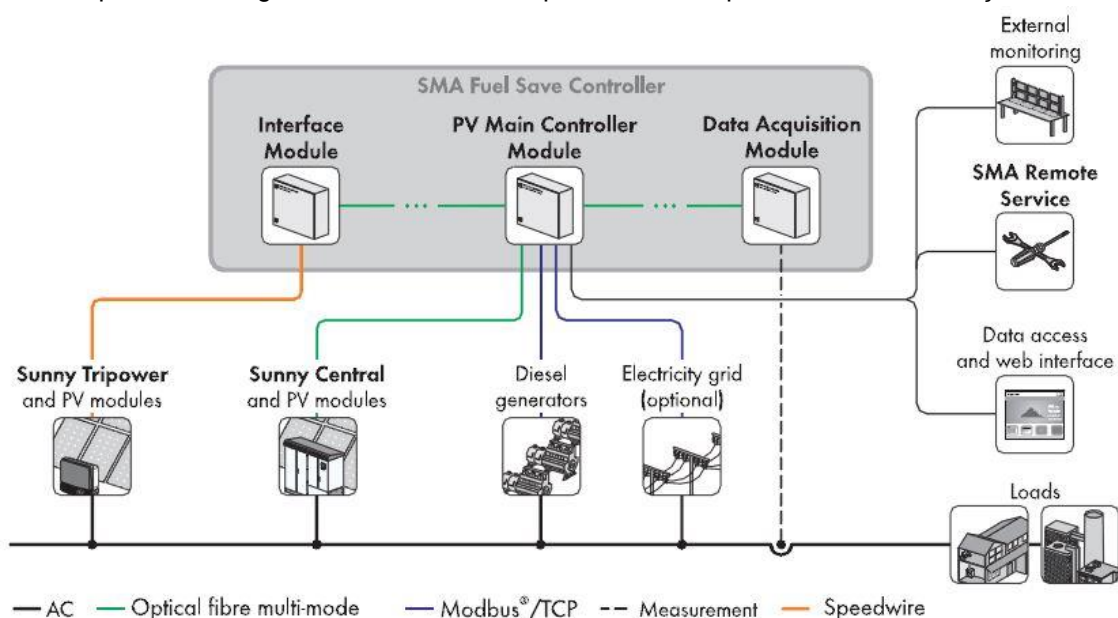 External
monitoring
SMA Fuel Save Controller
Interface
Module
PV Main Controller
Module
Data Acquisition
Module
SMA Remote
Service
Data access
and web interface
Sunny Tripower
and PV modules
Sunny Central
and PV modules
Diesel
generators
Electricity grid
(optional)
Loads
AC
Optical fibre multi-mode
Modbus®/TCP
Measurement
Speedwire